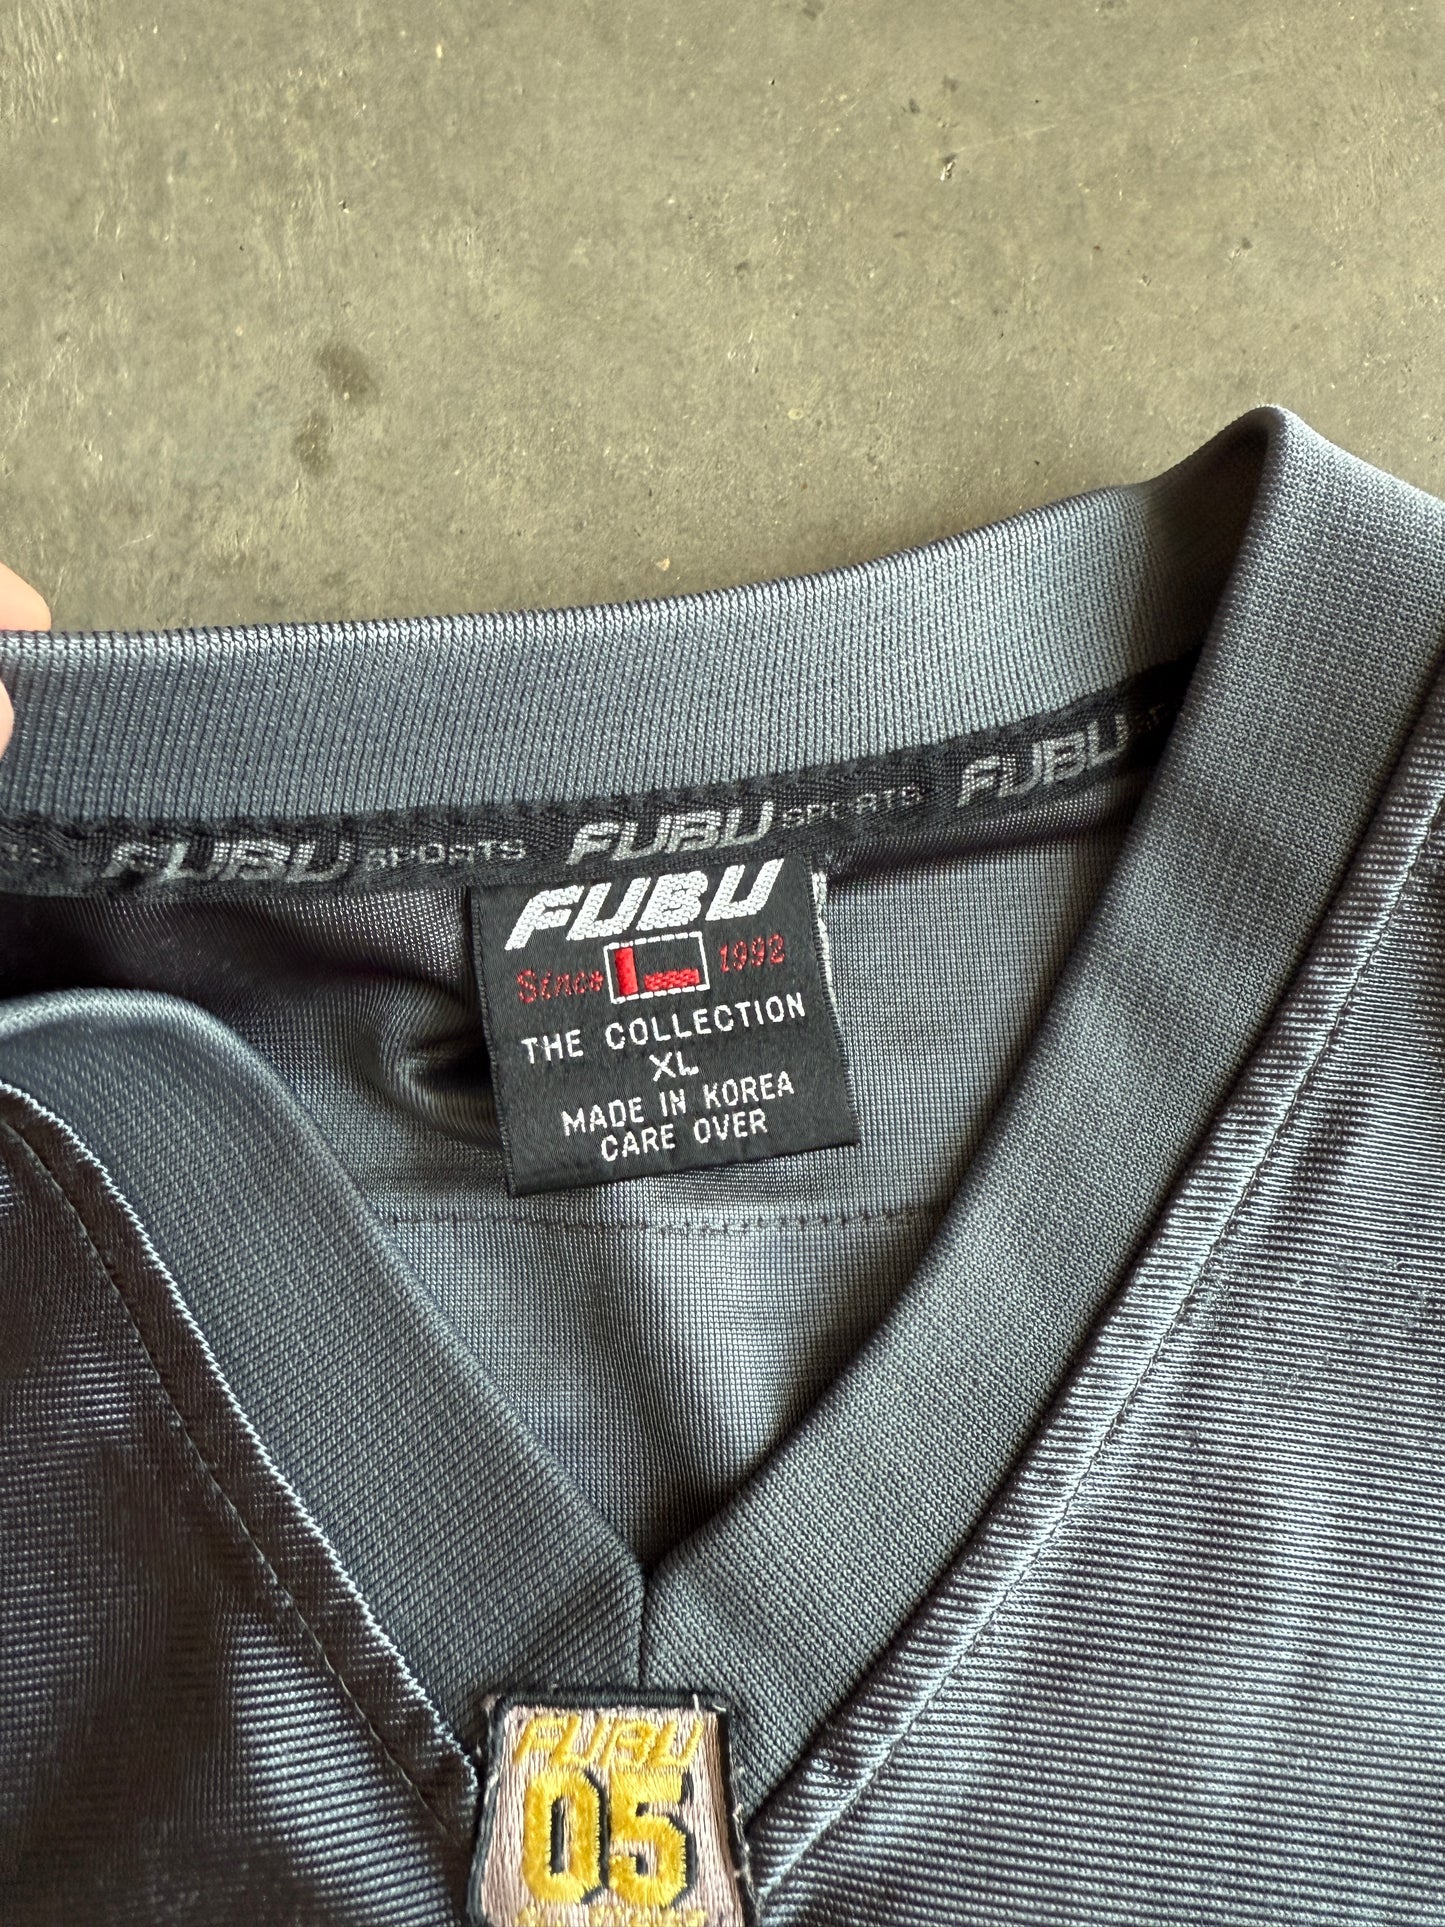 FUBU SPORTS FUBU SPORTS FUBU
FUBU
Since 1992
THE COLLECTION
XL
MADE IN KOREA
CARE OVER
FUBU
05